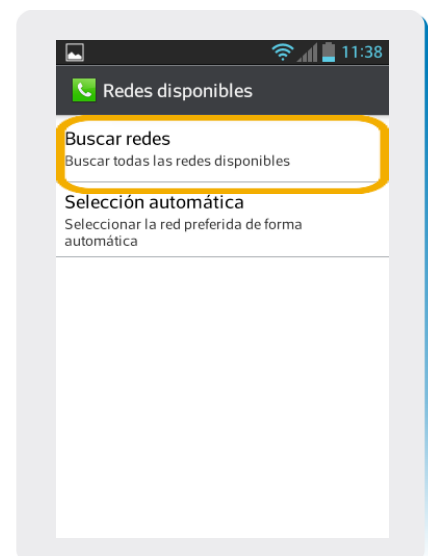 11:38
Redes disponibles
Buscar redes
Buscar todas las redes disponibles
Selección automática
Seleccionar la red preferida de forma
automática